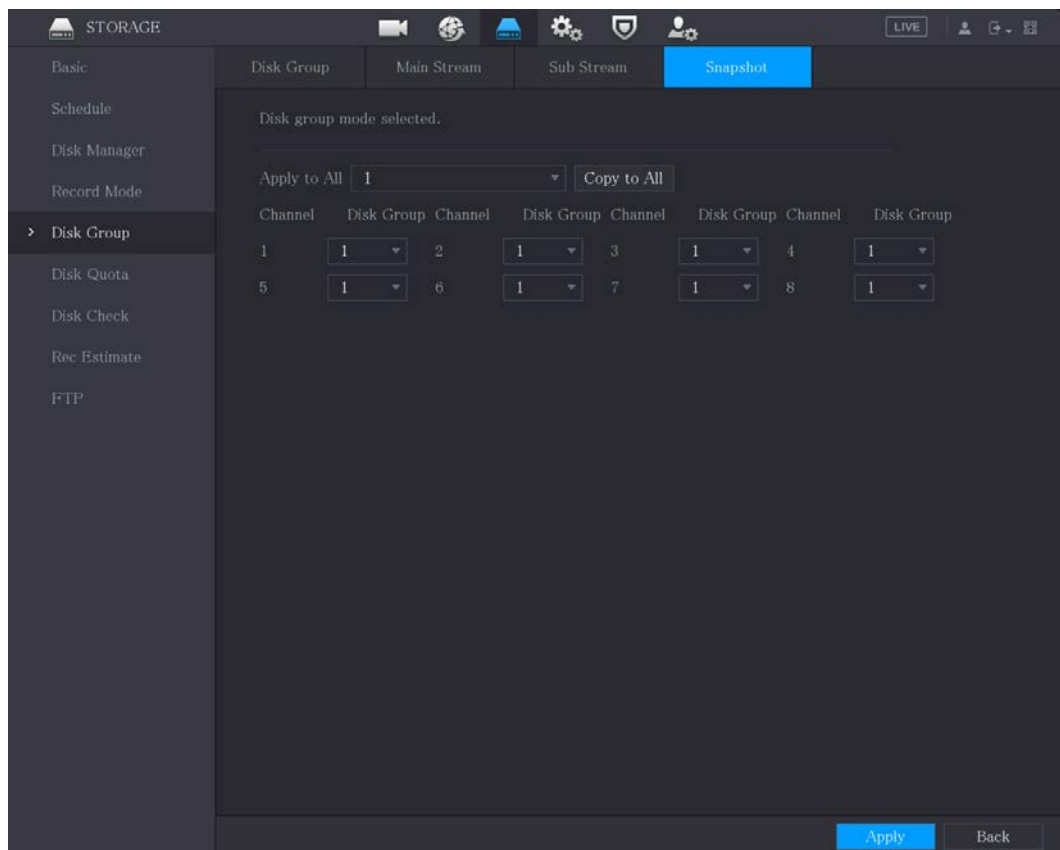 STORAGE
LIVE
Basic
Schedule
Disk Manager
Record Mode
> Disk Group
Disk Quota
Disk Check
Rec Estimate
FTP
Disk Group Main Stream Sub Stream Snapshot
Disk group mode selected.
Apply to All 1 Copy to All
Channel Disk Group Channel Disk Group Channel Disk Group Channel Disk Group
1 1 2 1 3 1 4 1
5 1 6 1 7 1 8 1
Apply Back